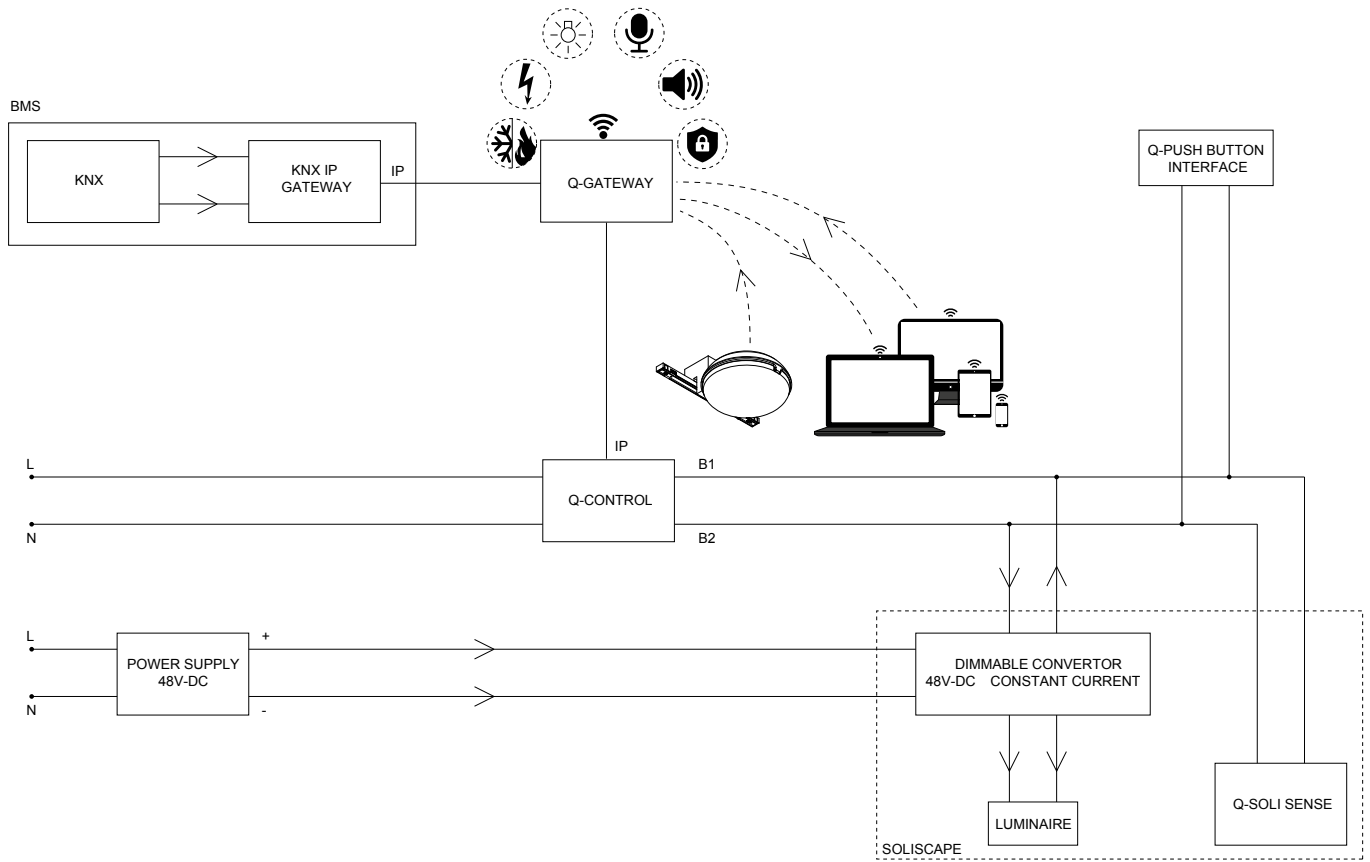 BMS
KNX
KNX IP
GATEWAY
IP
Q-GATEWAY
Q-PUSH BUTTON
INTERFACE
IP
L
N
Q-CONTROL
B1
B2
L
N
POWER SUPPLY
48V-DC
+
-
DIMMABLE CONVERTOR
48V-DC CONSTANT CURRENT
LUMINAIRE
Q-SOLI SENSE
SOLISCAPE